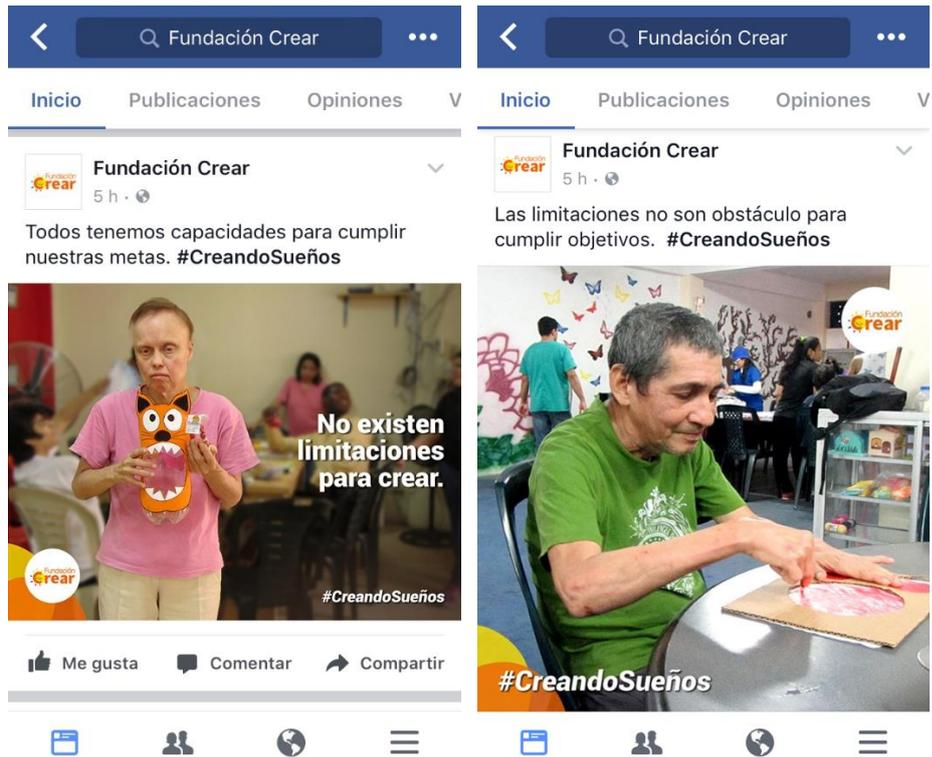 Fundación Crear
Inicio Publicaciones Opiniones V
Fundación Crear
Fundación Crear
5 h ·
Todos tenemos capacidades para cumplir
nuestras metas. #CreandoSueños
No existen
limitaciones
para crear.
Fundación
Crear
#CreandoSueños
Me gusta Comentar Compartir
Fundación Crear
Inicio Publicaciones Opiniones V
Fundación Crear
Fundación Crear
5 h ·
Las limitaciones no son obstáculo para
cumplir objetivos. #CreandoSueños
Fundación
Crear
#CreandoSueños